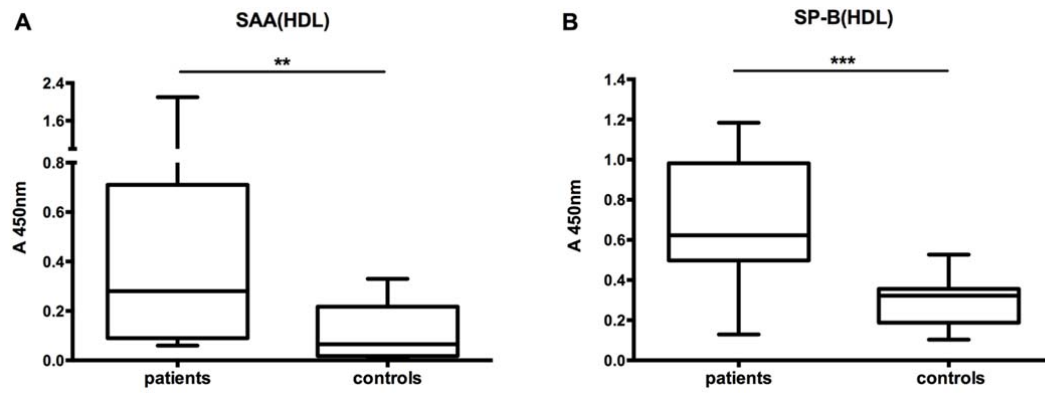 A
SAA(HDL)
**
2.4
1.6
0.8
0.6
0.4
0.2
0.0
A 450nm
patients
controls
B
SP-B(HDL)
***
1.4
1.2
1.0
0.8
0.6
0.4
0.2
0.0
A 450nm
patients
controls